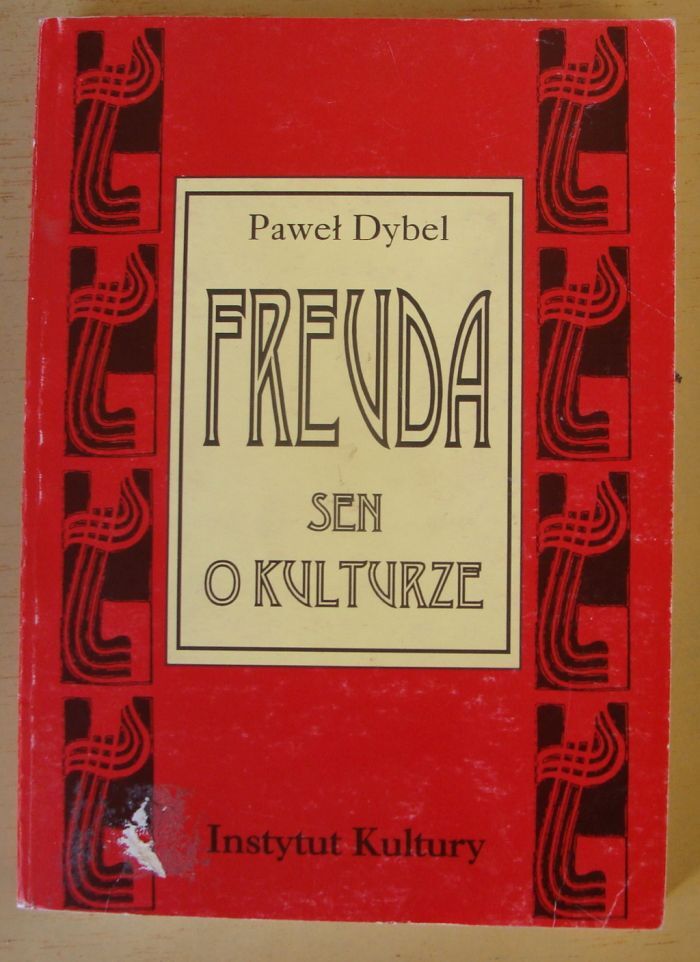 Paweł Dybel
FREUDA
SEN
O KULTURZE
Instytut Kultury